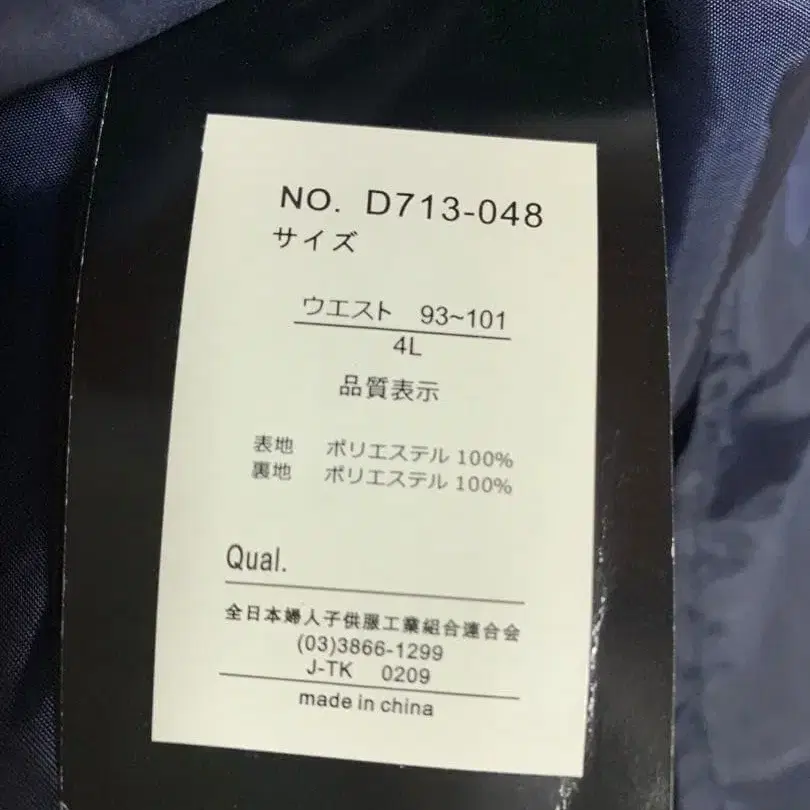 NO. D713-048
サイズ
ウエスト 93~101
4L
品質表示
表地 ポリエステル 100%
裏地 ポリエステル 100%
Qual.
全日本婦人子供服工業組合連合会
(03)3866-1299
J-TK 0209
made in china